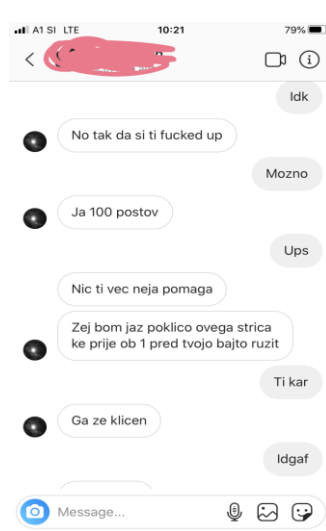 A1 SI LTE 10:21 79%
Idk
No tak da si ti fucked up
Mozno
Ja 100 postov
Ups
Nic ti vec neja pomaga
Zej bom jaz poklico ovega strica
ke prije ob 1 pred tvojo bajto ruzit
Ti kar
Ga ze klicen
Idgaf
Message...